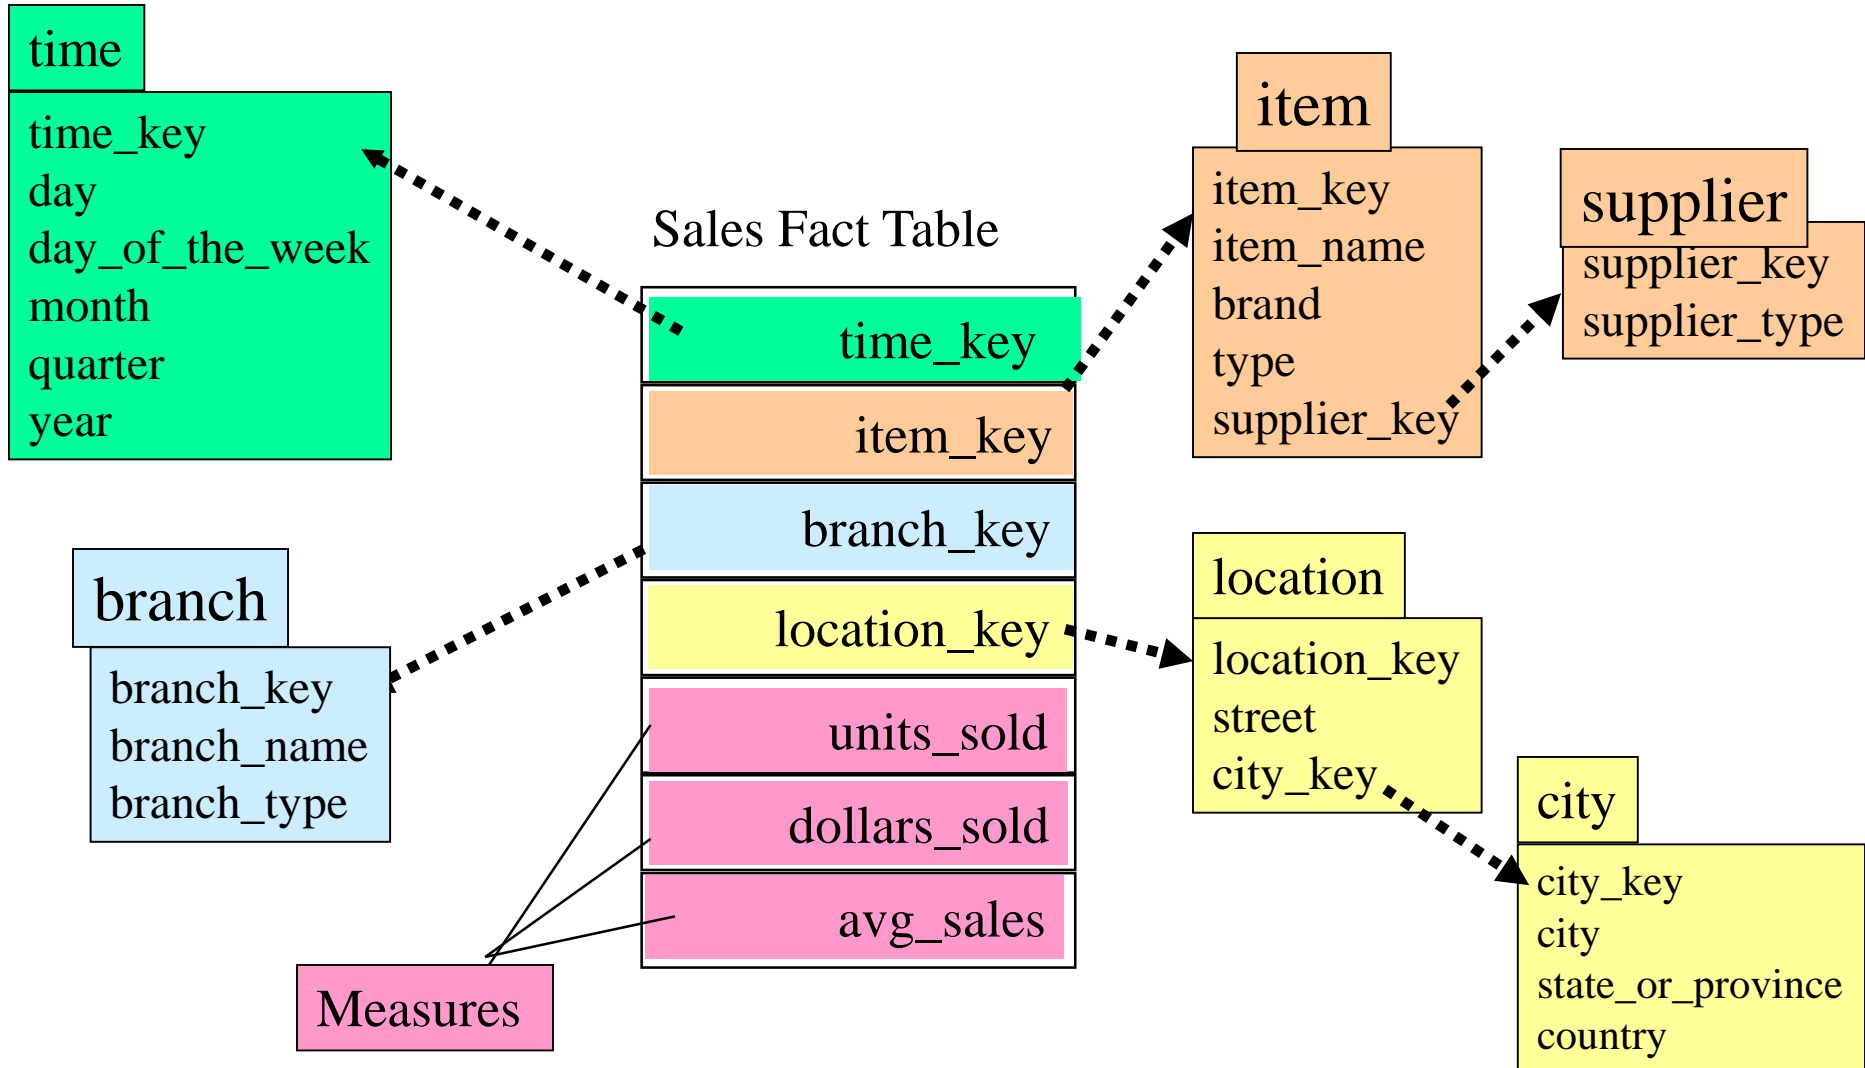 time
time_key
day
day_of_the_week
month
quarter
year
Sales Fact Table
time_key
item_key
branch_key
location_key
units_sold
dollars_sold
avg_sales
Measures
branch
branch_key
branch_name
branch_type
item
item_key
item_name
brand
type
supplier_key
supplier
supplier_key
supplier_type
location
location_key
street
city_key
city
city_key
city
state_or_province
country